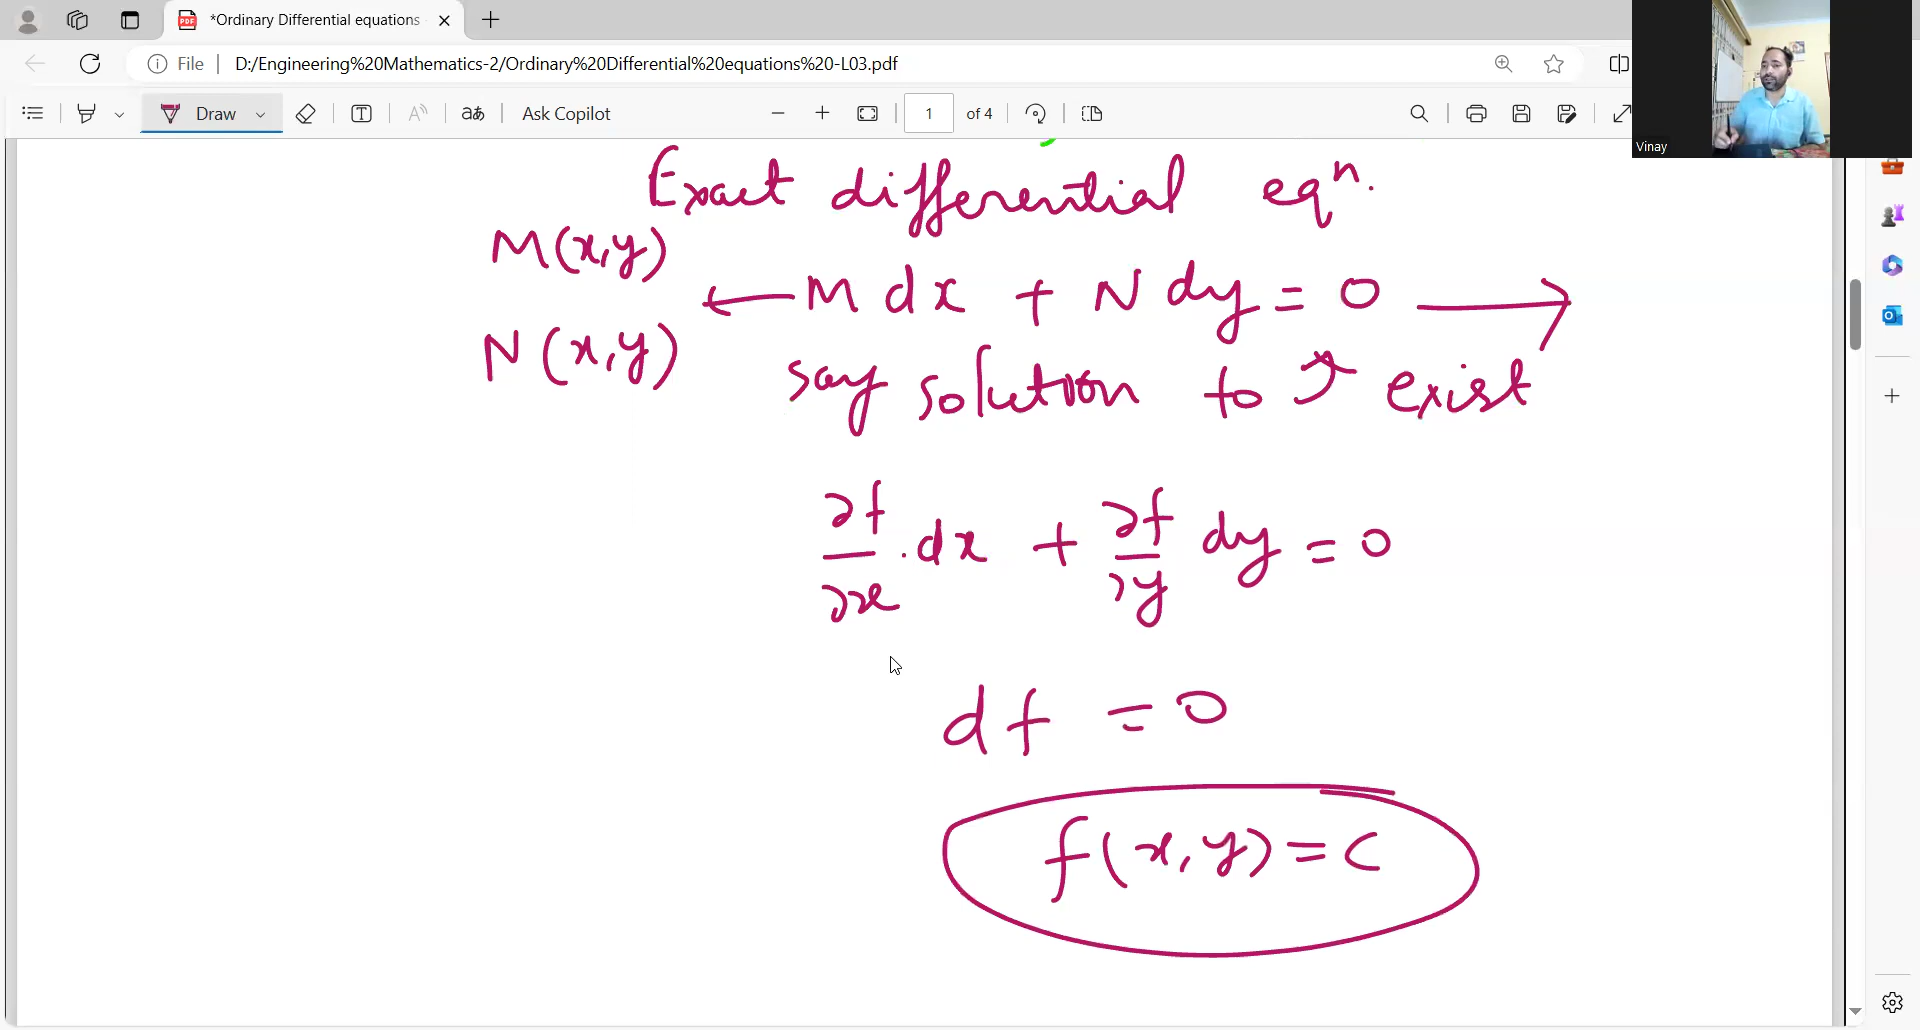 *Ordinary Differential equations
File D:/Engineering%20Mathematics-2/Ordinary%20Differential%20equations%20-L03.pdf
Draw Ask Copilot 1 of 4
Vinay
Exact differential eqⁿ.
M(x,y)
M dx + N dy = 0
N(x,y)
say solution to exist
∂f/∂x . dx + ∂f/∂y dy = 0
df = 0
f(x,y) = c